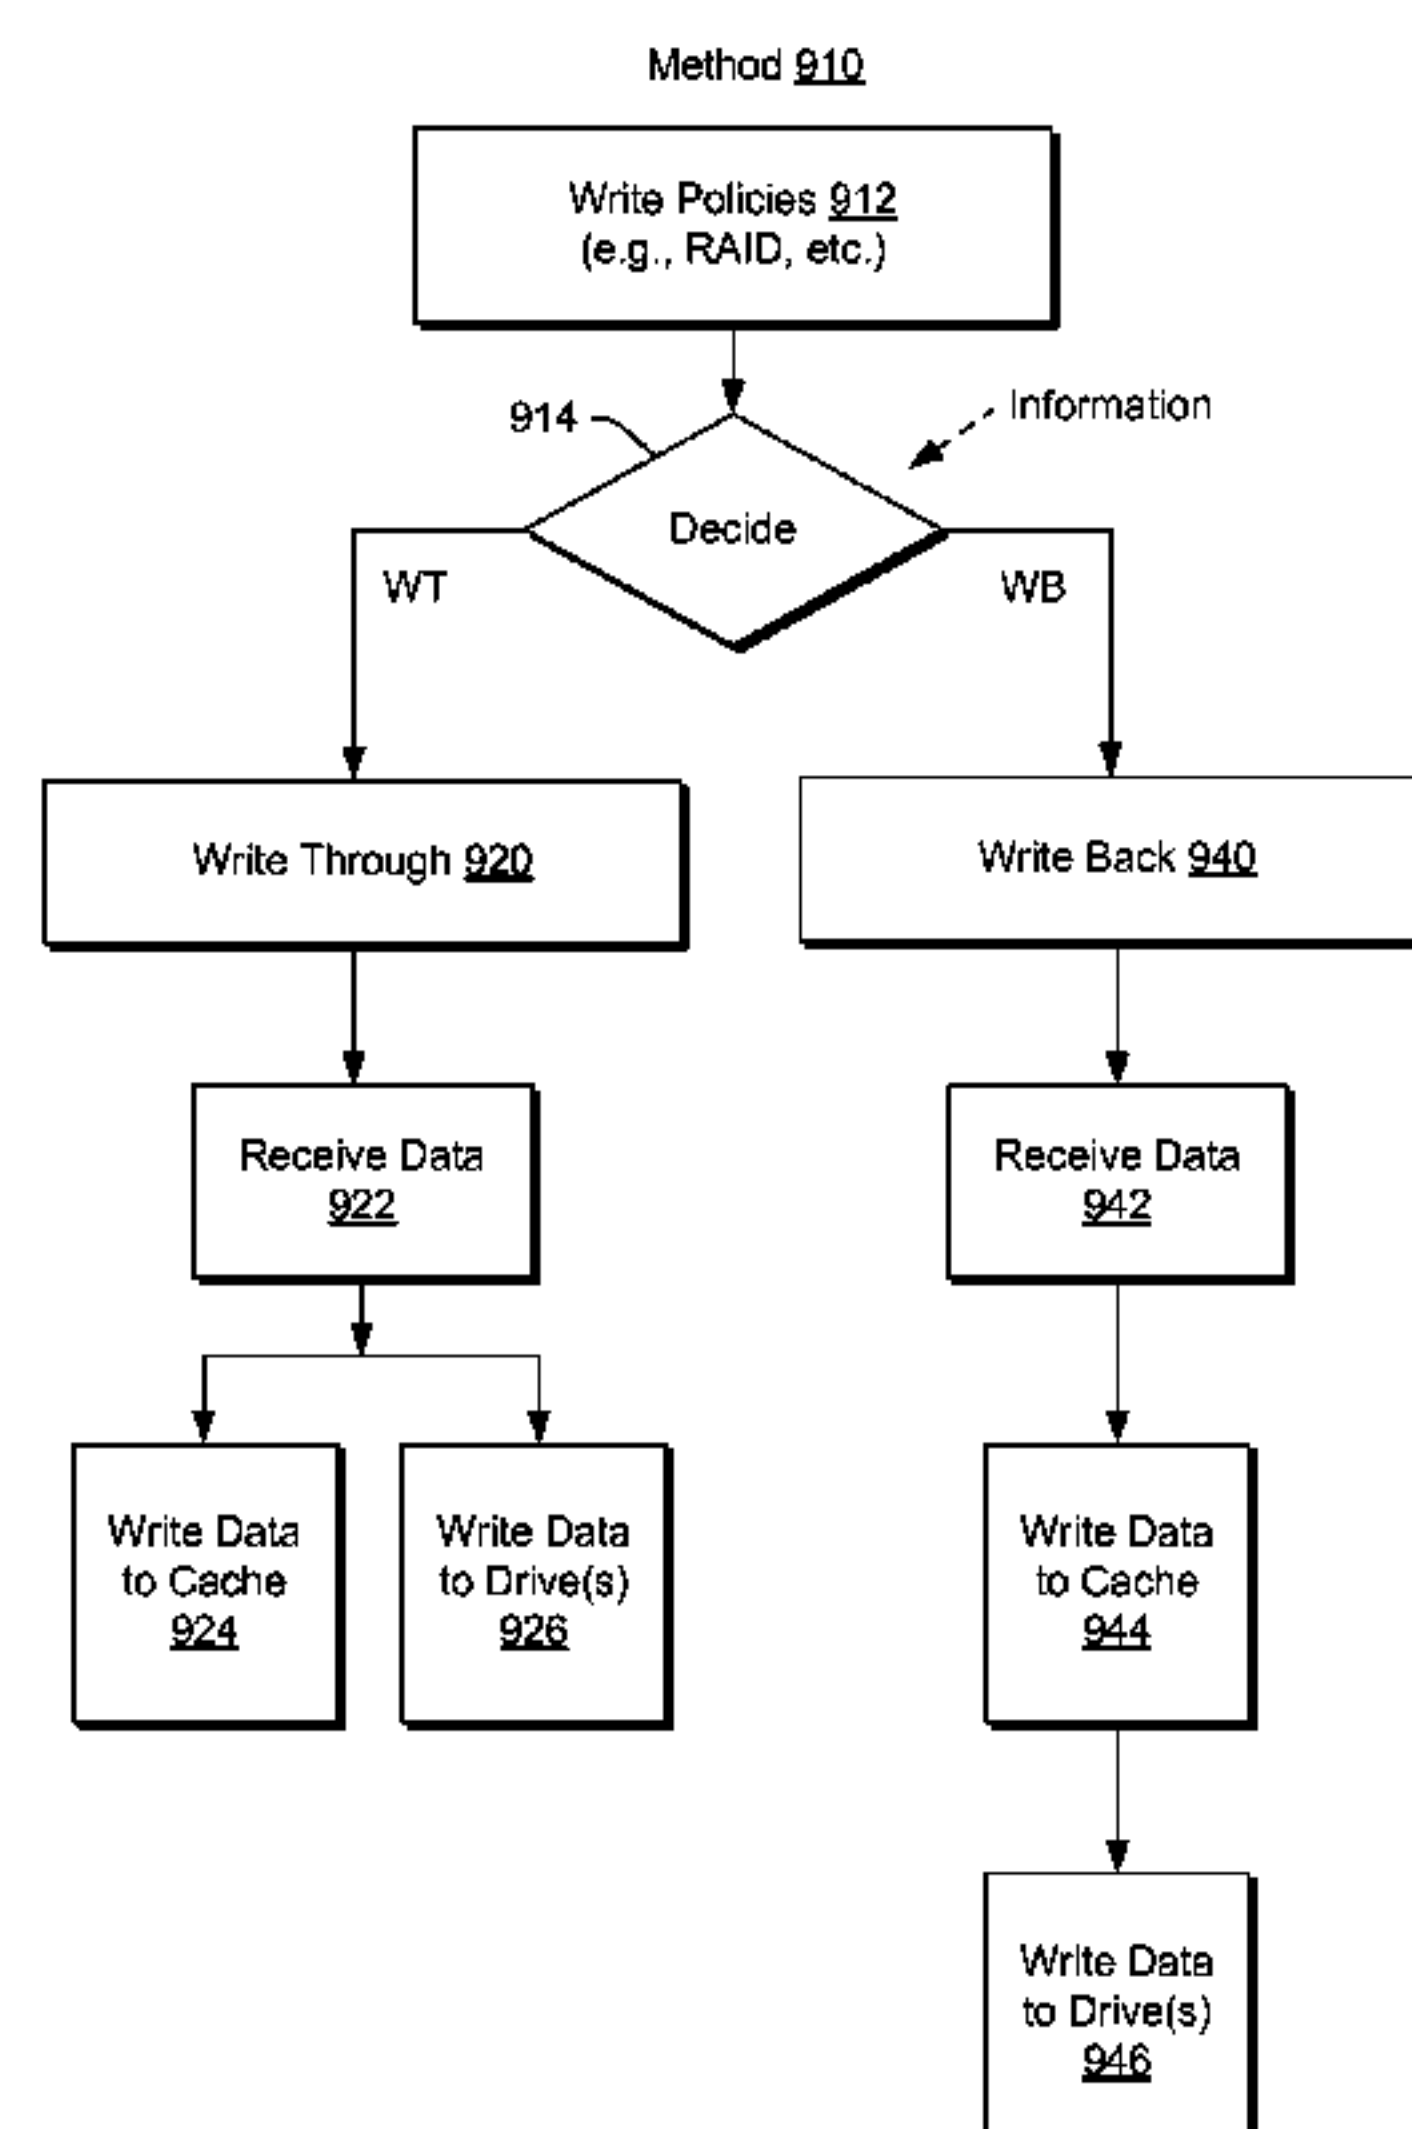 Method 910
Write Policies 912
(e.g., RAID, etc.)
914
Information
Decide
WT
WB
Write Through 920
Write Back 940
Receive Data
922
Receive Data
942
Write Data
to Cache
924
Write Data
to Drive(s)
926
Write Data
to Cache
944
Write Data
to Drive(s)
946